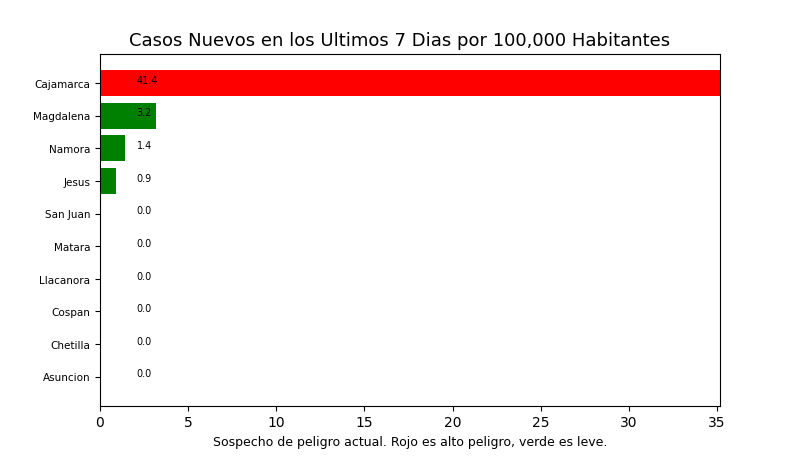 Casos Nuevos en los Ultimos 7 Dias por 100,000 Habitantes
Cajamarca 41.4
Magdalena 3.2
Namora 1.4
Jesus 0.9
San Juan 0.0
Matara 0.0
Llacanora 0.0
Cospan 0.0
Chetilla 0.0
Asuncion 0.0
0 5 10 15 20 25 30 35
Sospecho de peligro actual. Rojo es alto peligro, verde es leve.